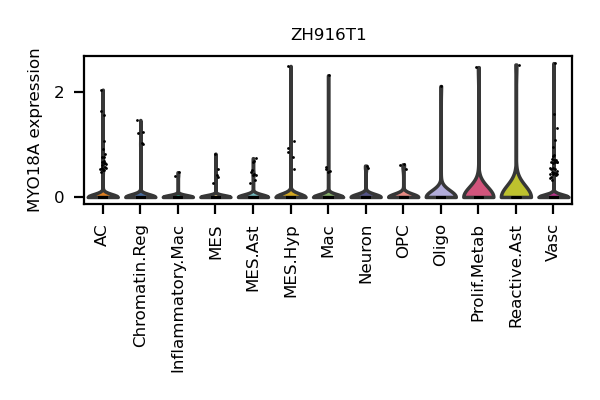 ZH916T1
MYO18A expression
2
0
AC
Chromatin.Reg
Inflammatory.Mac
MES
MES.Ast
MES.Hyp
Mac
Neuron
OPC
Oligo
Prolif.Metab
Reactive.Ast
Vasc